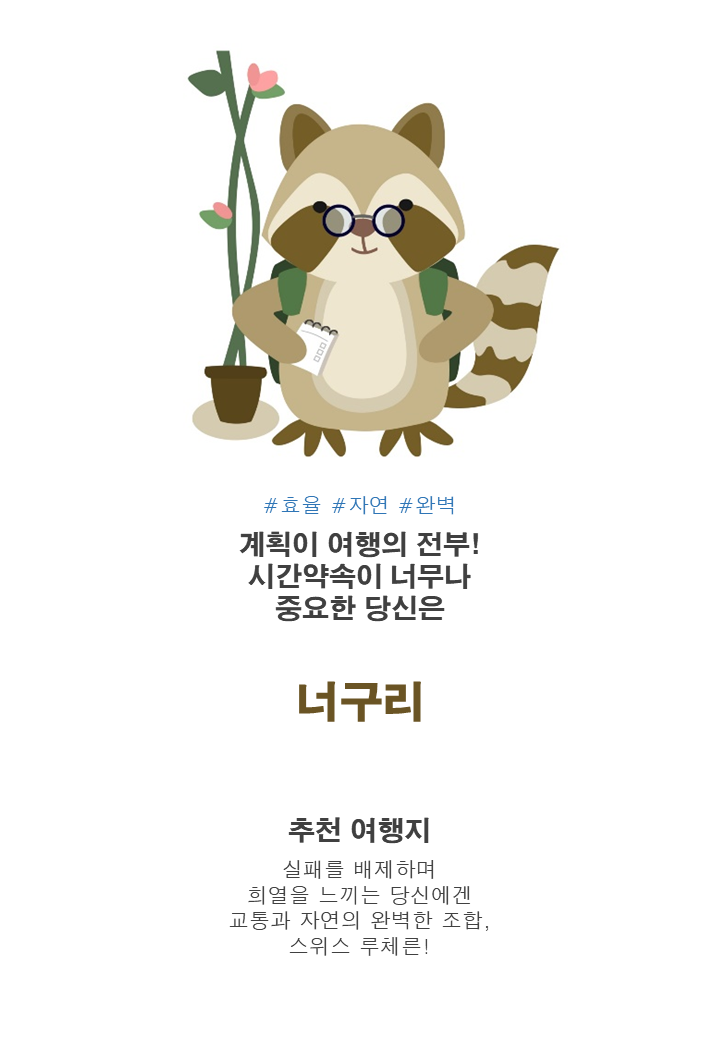 #효율 #자연 #완벽
계획이 여행의 전부!
시간약속이 너무나
중요한 당신은
너구리
추천 여행지
실패를 배제하며
희열을 느끼는 당신에겐
교통과 자연의 완벽한 조합,
스위스 루체른!